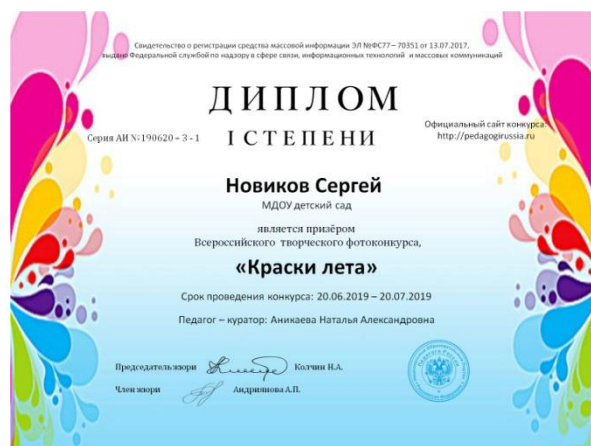 Свидетельство о регистрации средства массовой информации ЭЛ №ФС77 – 70351 от 13.07.2017,
выдано Федеральной службой по надзору в сфере связи, информационных технологий и массовых коммуникаций
ДИПЛОМ
Серия АИ №190620 – 3 - 1
I СТЕПЕНИ
Официальный сайт конкурса:
http://pedagogirussia.ru
Новиков Сергей
МДОУ детский сад
является призёром
Всероссийского творческого фотоконкурса,
«Краски лета»
Срок проведения конкурса: 20.06.2019 – 20.07.2019
Педагог – куратор: Аникаева Наталья Александровна
Председатель жюри Колчин Н.А.
Член жюри Андриянова А.П.